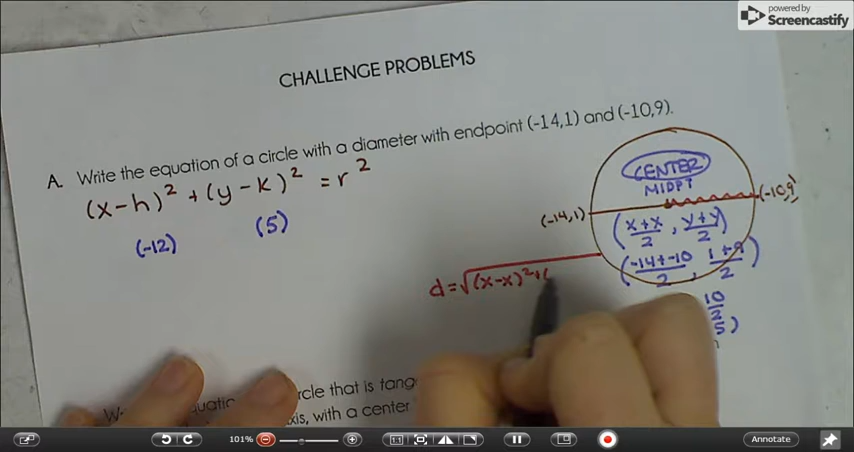 powered by
Screencastify
CHALLENGE PROBLEMS
A. Write the equation of a circle with a diameter with endpoint (-14,1) and (-10,9).
(x-h)² + (y-k)² = r²
(-12) (5)
CENTER
MIDPT
(-14,1)
(-10,9)
(x+x/2, y+y/2)
(-14+-10/2, 1+9/2)
d=√(x-x)²+(
10/2
5)
rcle that is tang
xis, with a center
101%
1:1
Annotate